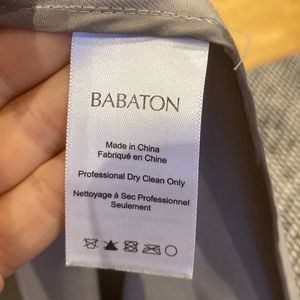 BABATON
Made in China
Fabriqué en Chine
Professional Dry Clean Only
Nettoyage à Sec Professionnel
Seulement